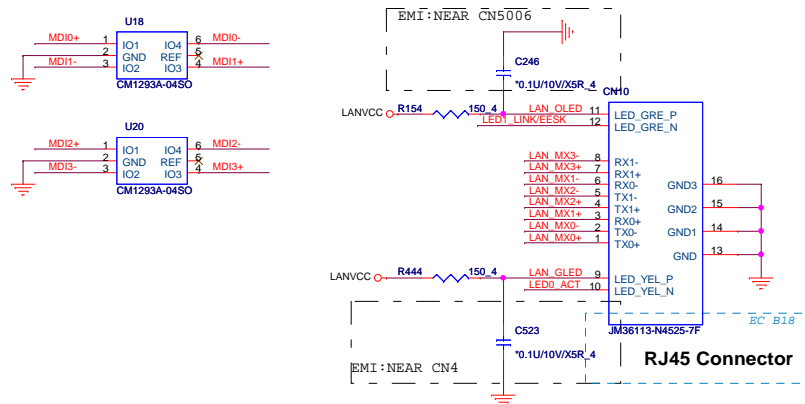 EMI:NEAR CN5006
U18
MDI0+ 1 IO1 IO4 6 MDI0-
2 GND REF 5
MDI1- 3 IO2 IO3 4 MDI1+
CM1293A-04SO
C246
*0.1U/10V/X5R_4
CN10
LANVCC R154 150_4 LAN_OLED 11 LED_GRE_P
LED1_LINK/EESK 12 LED_GRE_N
U20
MDI2+ 1 IO1 IO4 6 MDI2-
2 GND REF 5
MDI3- 3 IO2 IO3 4 MDI3+
CM1293A-04SO
LAN_MX3- 8 RX1-
LAN_MX3+ 7 RX1+
LAN_MX1- 6 RX0- GND3 16
LAN_MX2- 5 TX1-
LAN_MX2+ 4 TX1+ GND2 15
LAN_MX1+ 3 RX0+
LAN_MX0- 2 TX0- GND1 14
LAN_MX0+ 1 TX0+
GND 13
LANVCC R444 150_4 LAN_GLED 9 LED_YEL_P
LED0_ACT 10 LED_YEL_N
EC B18
JM36113-N4525-7F
C523
*0.1U/10V/X5R_4
RJ45 Connector
EMI:NEAR CN4